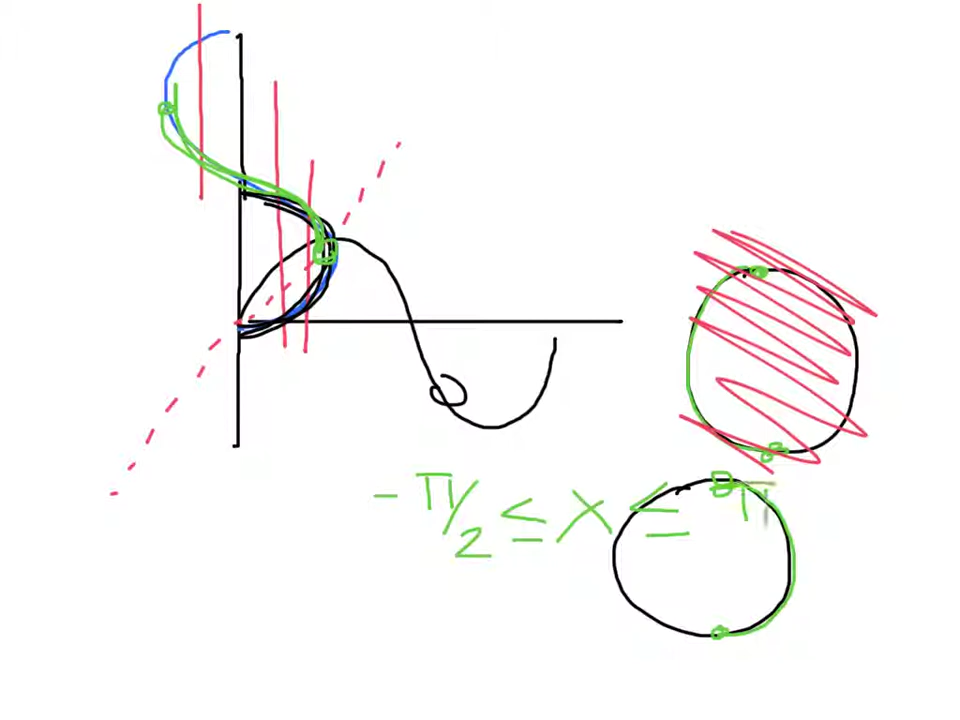 - π/2 ≤ x ≤ π